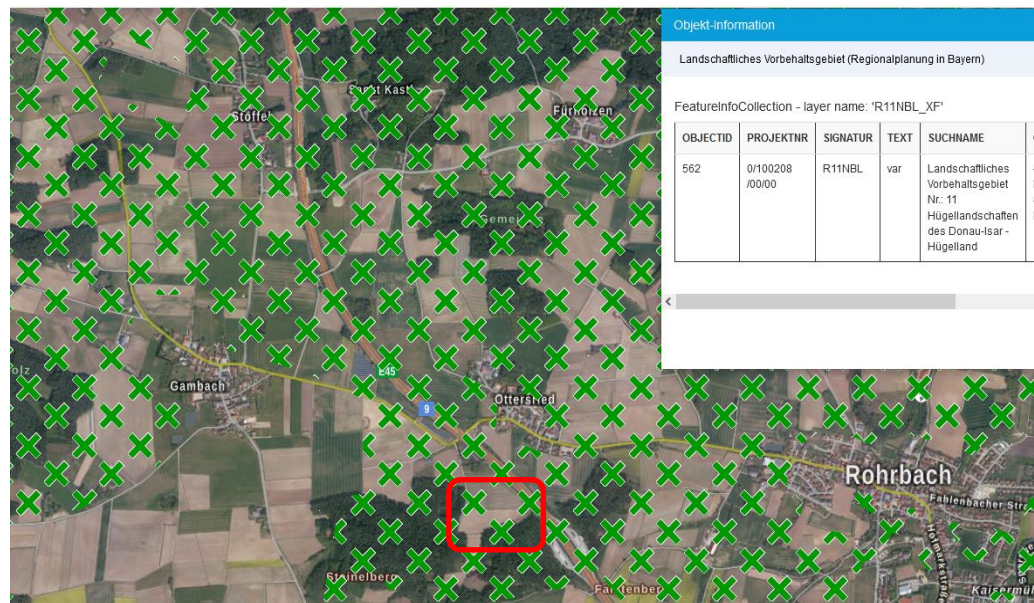 Objekt-Information
Landschaftliches Vorbehaltsgebiet (Regionalplanung in Bayern)
FeatureInfoCollection - layer name: 'R11NBL_XF'
OBJECTID PROJEKTNR SIGNATUR TEXT SUCHNAME
562 0/100208 R11NBL var Landschaftliches
/00/00 Vorbehaltsgebiet
Nr.: 11
Hügellandschaften
des Donau-Isar -
Hügelland
Stoffel
Fürholzen
E45
Gambach
9
Ottersried
Rohrbach
Fahlenbacher
Hofmarkstraße
Steinelberg